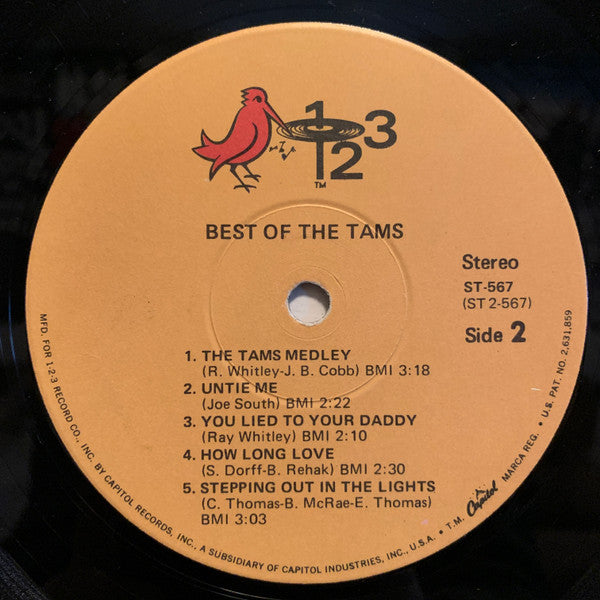 1 2 3
TM
BEST OF THE TAMS
Stereo
ST-567
(ST 2-567)
Side 2
1. THE TAMS MEDLEY
(R. Whitley-J. B. Cobb) BMI 3:18
2. UNTIE ME
(Joe South) BMI 2:22
3. YOU LIED TO YOUR DADDY
(Ray Whitley) BMI 2:10
4. HOW LONG LOVE
(S. Dorff-B. Rehak) BMI 2:30
5. STEPPING OUT IN THE LIGHTS
(C. Thomas-B. McRae-E. Thomas)
BMI 3:03
MFD. FOR 1-2-3 RECORD CO., INC. BY CAPITOL RECORDS, INC., A SUBSIDIARY OF CAPITOL INDUSTRIES, INC., U.S.A. • T.M. Capitol MARCA REG. • U.S. PAT. NO. 2,631,859